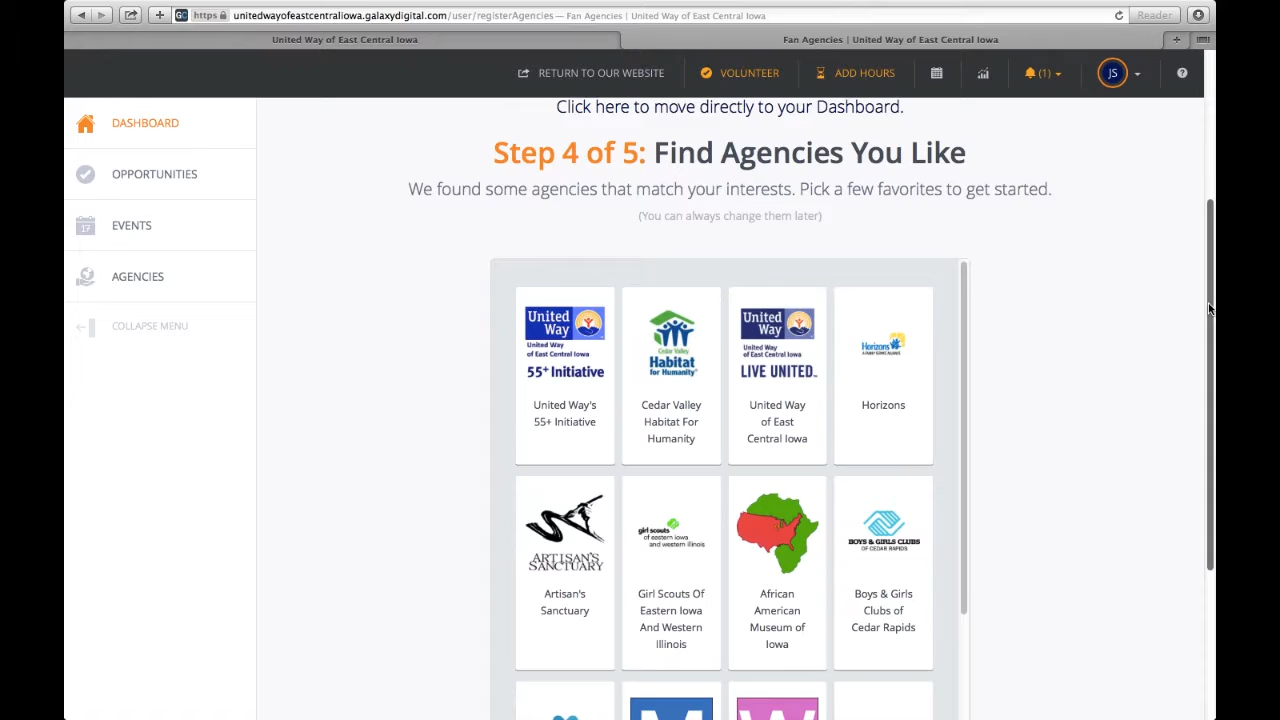 unitedwayofeastcentraliowa.galaxydigital.com/user/registerAgencies — Fan Agencies | United Way of East Central Iowa
https
GC
Reader
United Way of East Central Iowa
Fan Agencies | United Way of East Central Iowa
RETURN TO OUR WEBSITE
VOLUNTEER
ADD HOURS
(1)
JS
?
DASHBOARD
OPPORTUNITIES
17
EVENTS
AGENCIES
COLLAPSE MENU
Click here to move directly to your Dashboard.
Step 4 of 5: Find Agencies You Like
We found some agencies that match your interests. Pick a few favorites to get started.
(You can always change them later)
United
Way
United Way
of East Central Iowa
55+ Initiative
United Way's
55+ Initiative
Cedar Valley
Habitat
for Humanity
Cedar Valley
Habitat For
Humanity
United
Way
United Way
of East Central Iowa
LIVE UNITED
United Way
of East
Central Iowa
Horizons
Horizons
ARTISAN'S
SANCTUARY
Artisan's
Sanctuary
girl scouts
of eastern iowa
and western illinois
Girl Scouts Of
Eastern Iowa
And Western
Illinois
African
American
Museum of
Iowa
BOYS & GIRLS CLUBS
OF CEDAR RAPIDS
Boys & Girls
Clubs of
Cedar Rapids